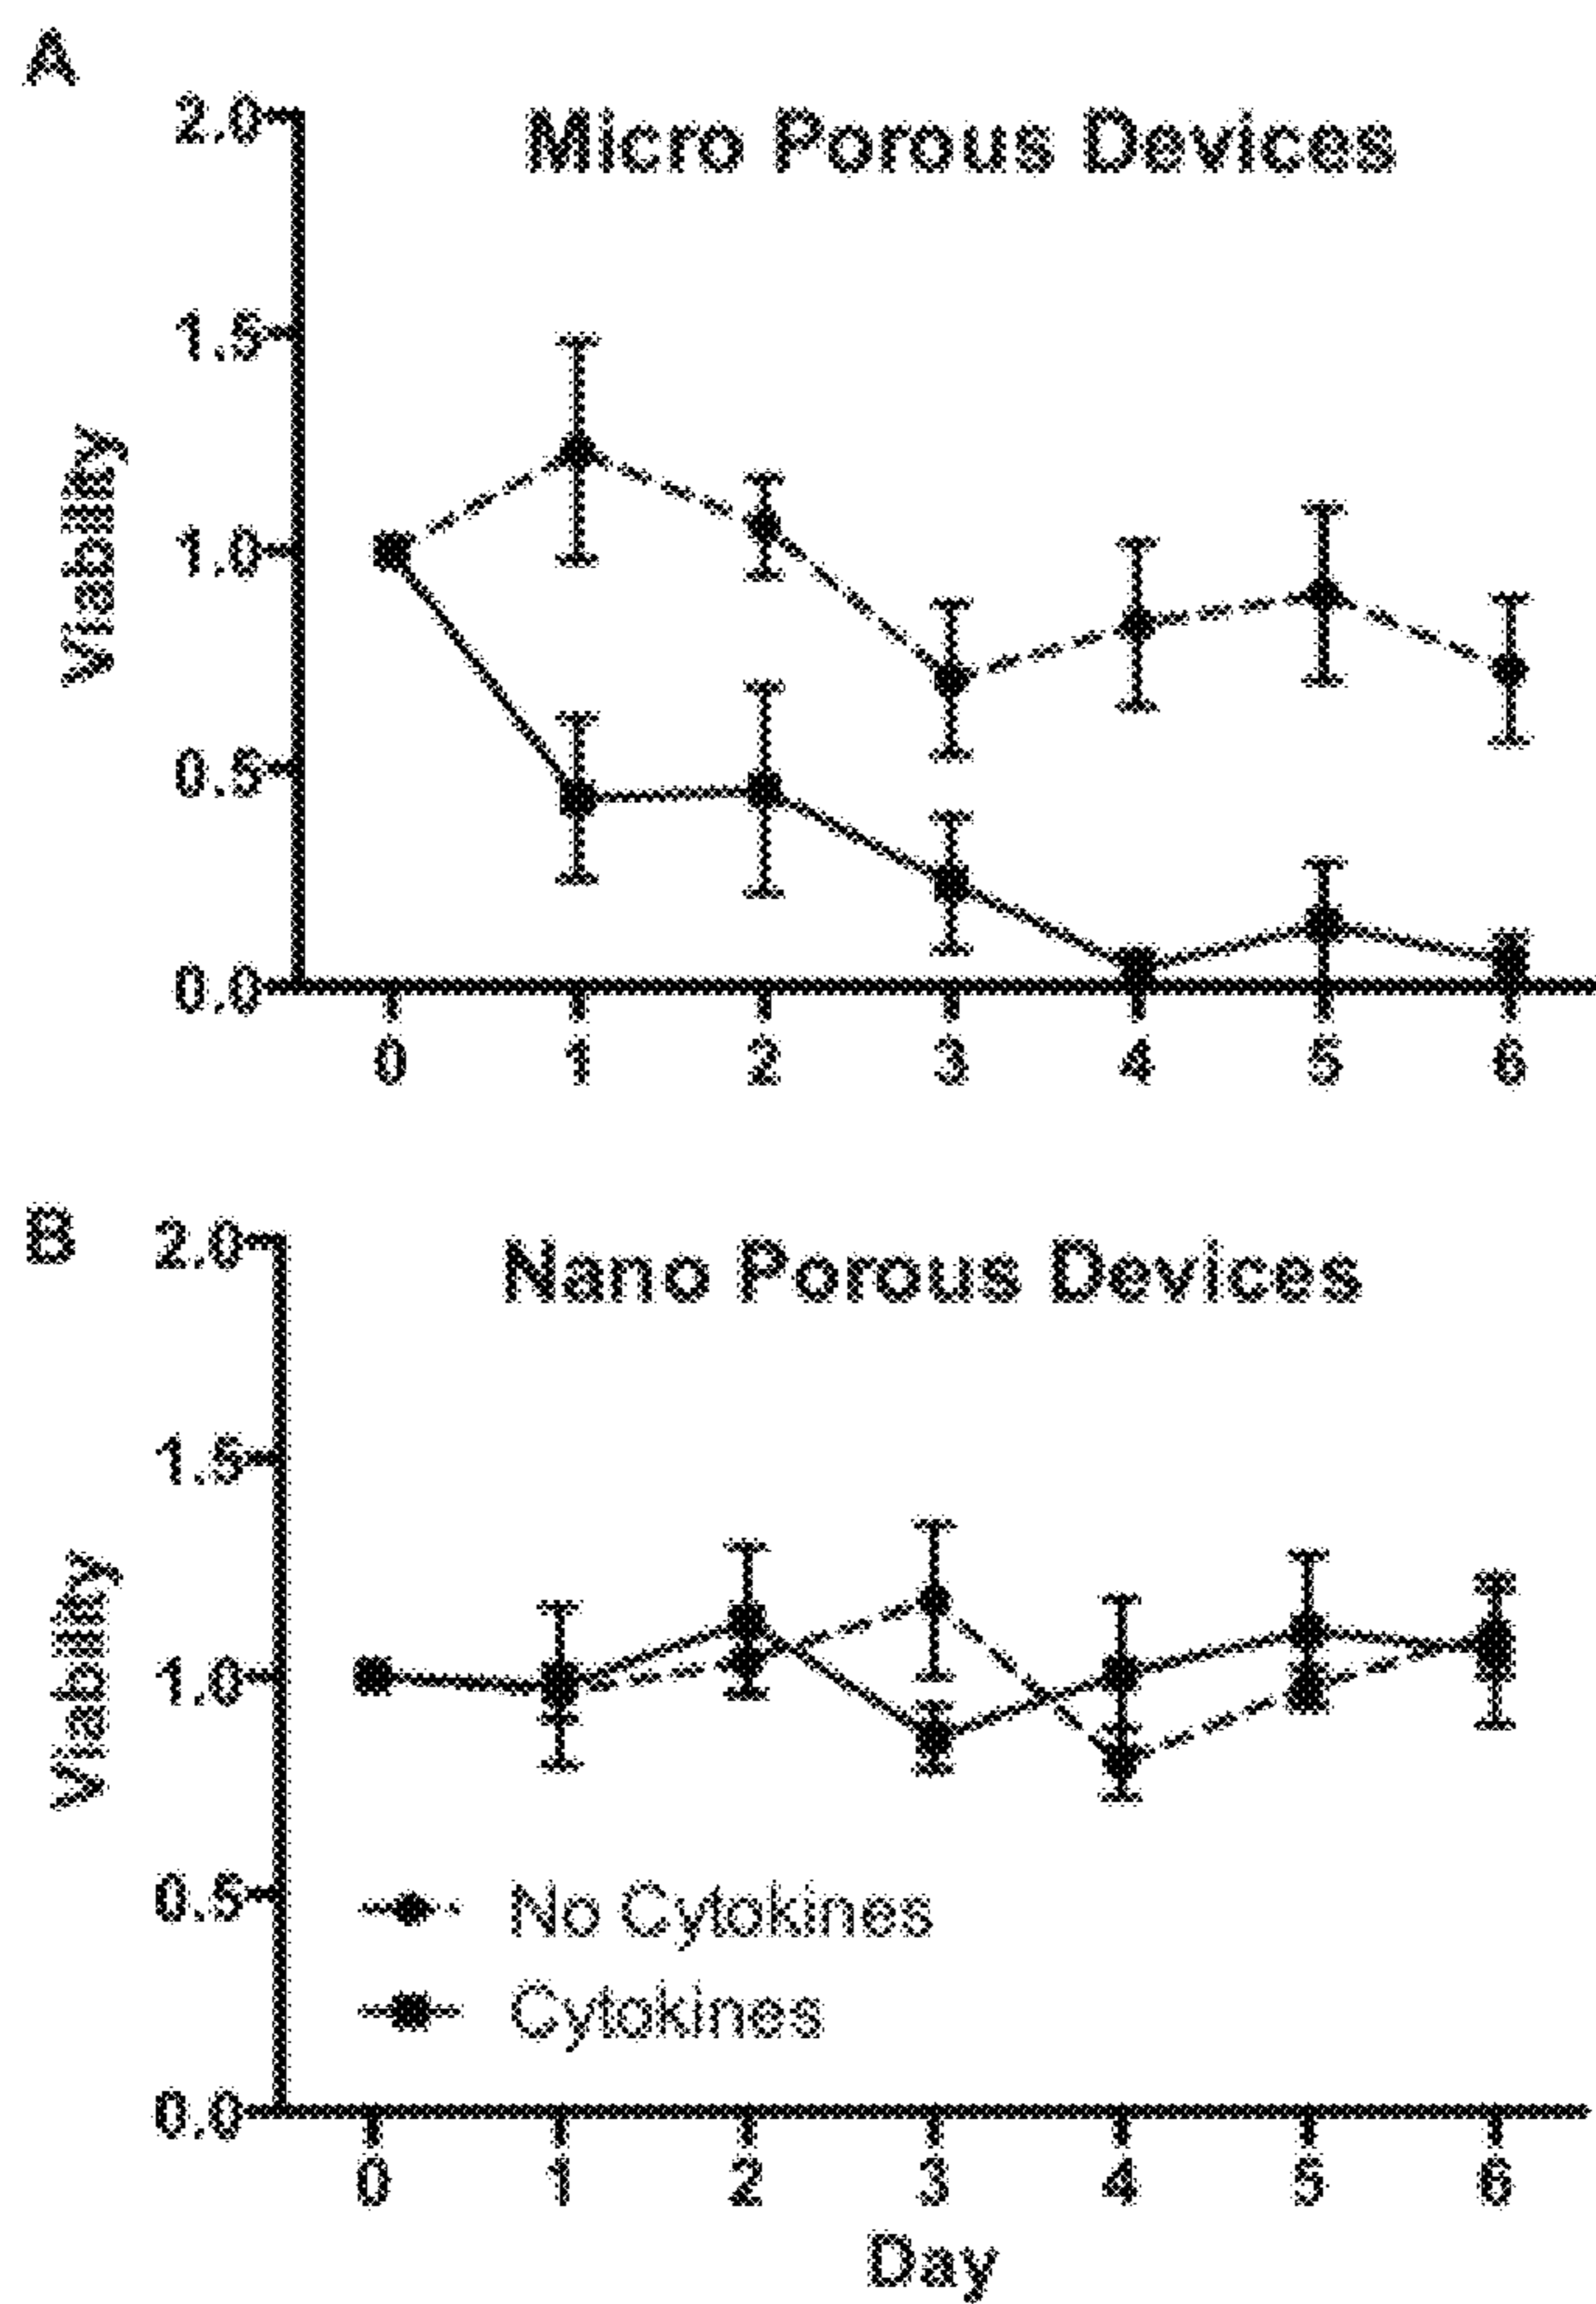 A
Micro Porous Devices
2.0
1.5
1.0
0.5
0.0
Viability
0 1 2 3 4 5 6
B
Nano Porous Devices
2.0
1.5
1.0
0.5
0.0
Viability
No Cytokines
Cytokines
0 1 2 3 4 5 6
Day